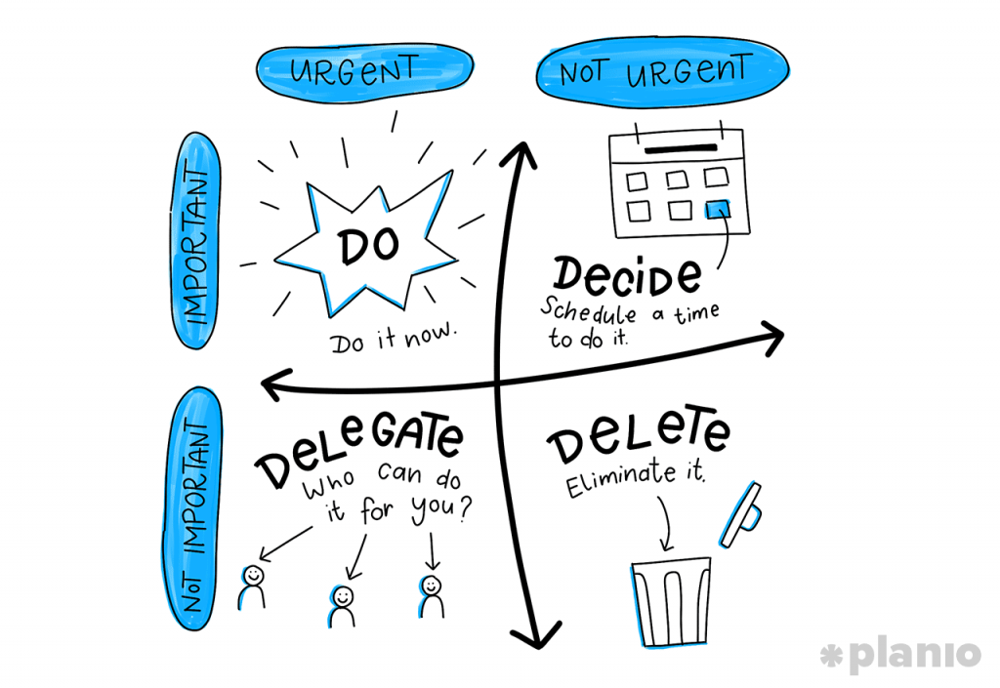 URGENT
NOT URGENT
IMPORTANT
DO
Do it now.
DECIDE
Schedule a time
to do it.
NOT IMPORTANT
DELEGATE
Who can do
it for you?
DELETE
Eliminate it.
*planio